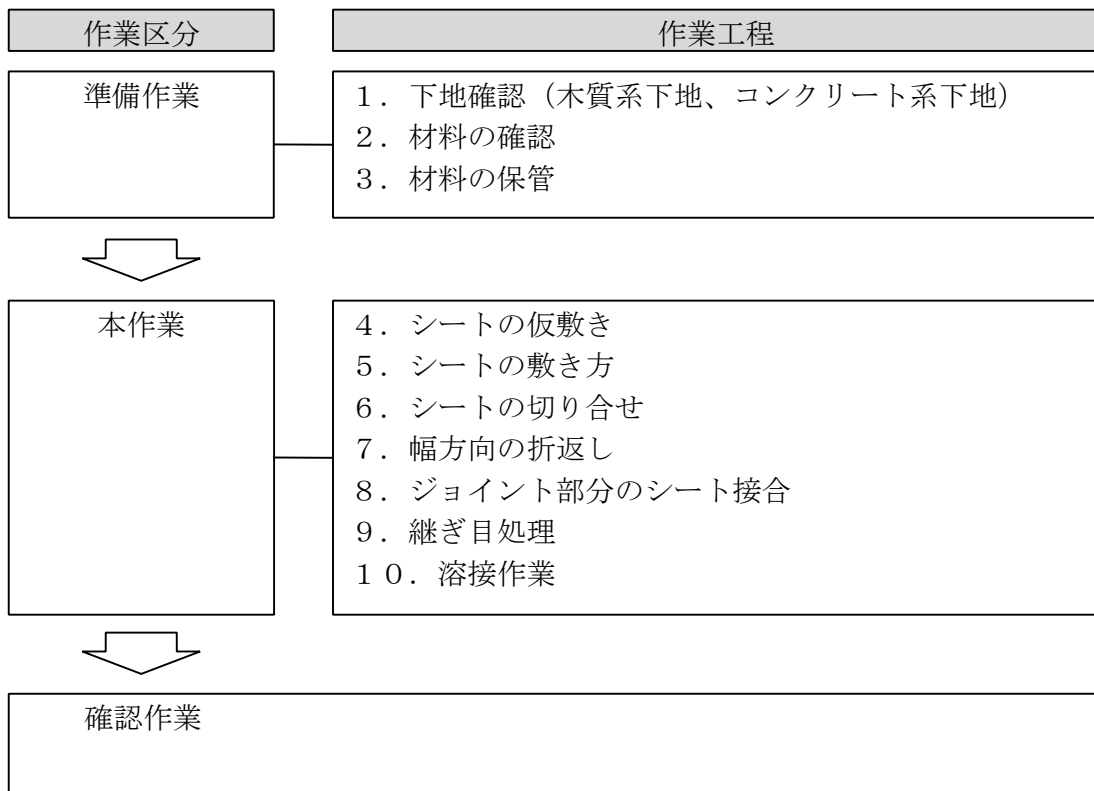 作業区分
作業工程
準備作業
１．下地確認（木質系下地、コンクリート系下地）
２．材料の確認
３．材料の保管
本作業
４．シートの仮敷き
５．シートの敷き方
６．シートの切り合せ
７．幅方向の折返し
８．ジョイント部分のシート接合
９．継ぎ目処理
１０．溶接作業
確認作業